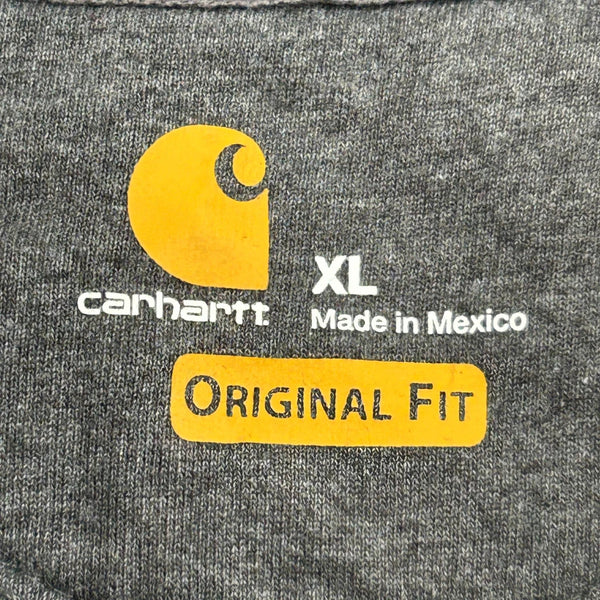 carhartt
XL
Made in Mexico
ORIGINAL FIT